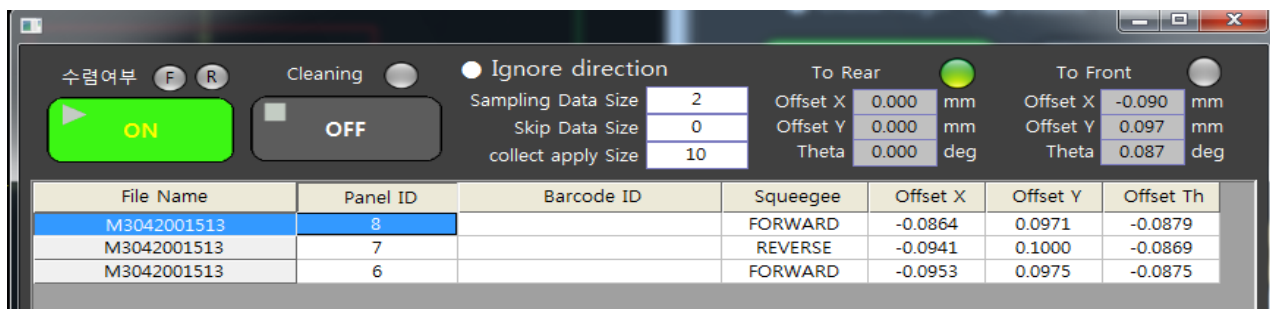 수렴여부 F R Cleaning Ignore direction To Rear To Front
Sampling Data Size 2 Offset X 0.000 mm Offset X -0.090 mm
ON OFF Skip Data Size 0 Offset Y 0.000 mm Offset Y 0.097 mm
collect apply Size 10 Theta 0.000 deg Theta 0.087 deg
File Name Panel ID Barcode ID Squeegee Offset X Offset Y Offset Th
M3042001513 8 FORWARD -0.0864 0.0971 -0.0879
M3042001513 7 REVERSE -0.0941 0.1000 -0.0869
M3042001513 6 FORWARD -0.0953 0.0975 -0.0875